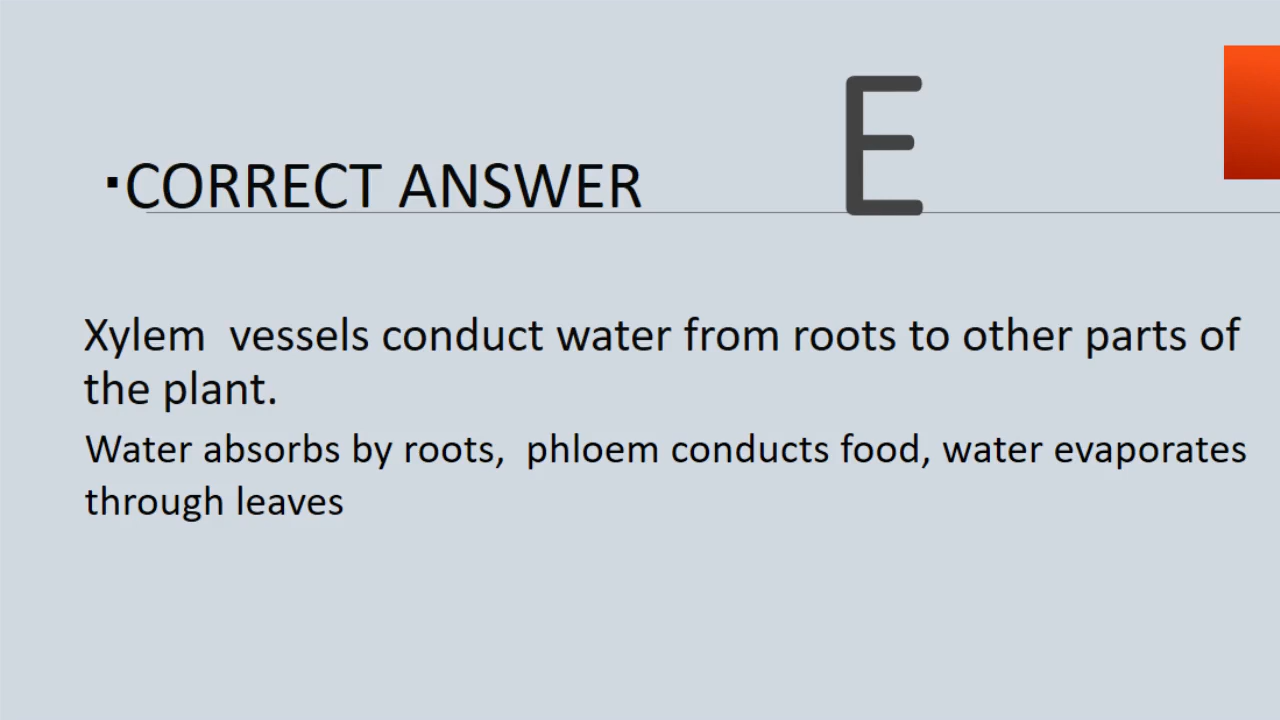 ▪CORRECT ANSWER E
Xylem  vessels conduct water from roots to other parts of
the plant.
Water absorbs by roots,  phloem conducts food, water evaporates
through leaves